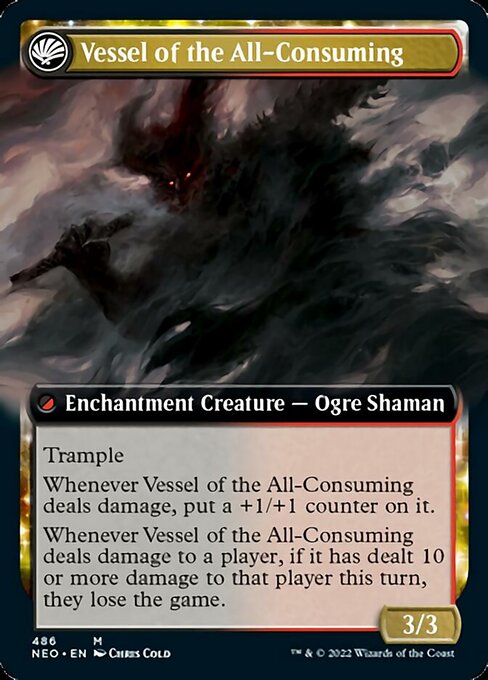 Vessel of the All-Consuming
Enchantment Creature — Ogre Shaman
Trample
Whenever Vessel of the All-Consuming
deals damage, put a +1/+1 counter on it.
Whenever Vessel of the All-Consuming
deals damage to a player, if it has dealt 10
or more damage to that player this turn,
they lose the game.
3/3
486 M
NEO • EN Chris Cold
™ & © 2022 Wizards of the Coast